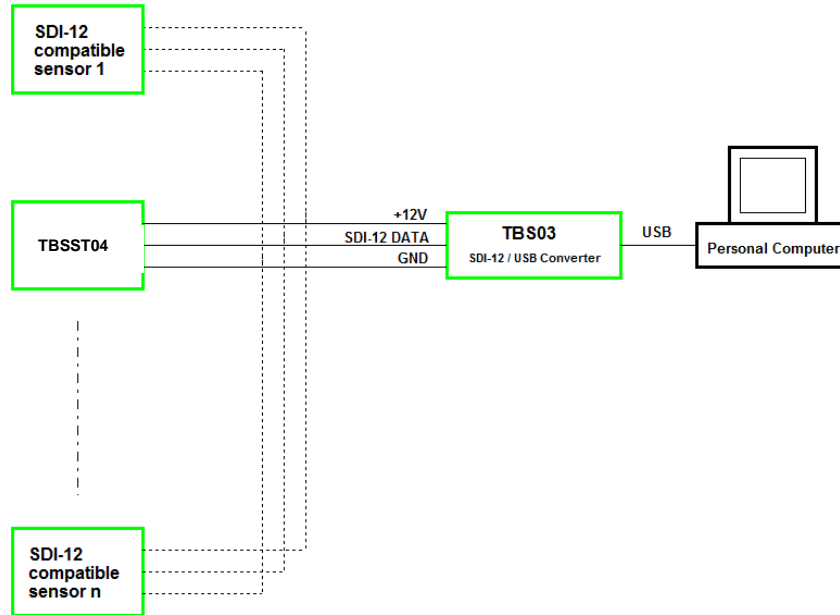 SDI-12
compatible
sensor 1
TBSST04
+12V
SDI-12 DATA
GND
TBS03
SDI-12 / USB Converter
USB
Personal Computer
SDI-12
compatible
sensor n